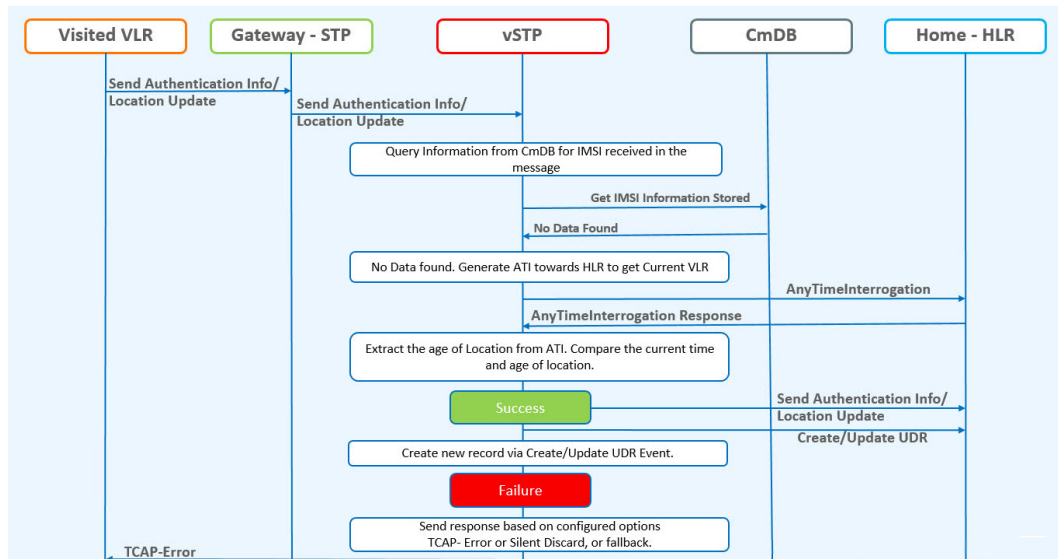 Visited VLR
Gateway - STP
vSTP
CmDB
Home - HLR
Send Authentication Info/
Location Update
Send Authentication Info/
Location Update
Query Information from CmDB for IMSI received in the
message
Get IMSI Information Stored
No Data Found
No Data found. Generate ATI towards HLR to get Current VLR
AnyTimeInterrogation
AnyTimeInterrogation Response
Extract the age of Location from ATI. Compare the current time
and age of location.
Success
Send Authentication Info/
Location Update
Create/Update UDR
Create new record via Create/Update UDR Event.
Failure
Send response based on configured options
TCAP- Error or Silent Discard, or fallback.
TCAP-Error